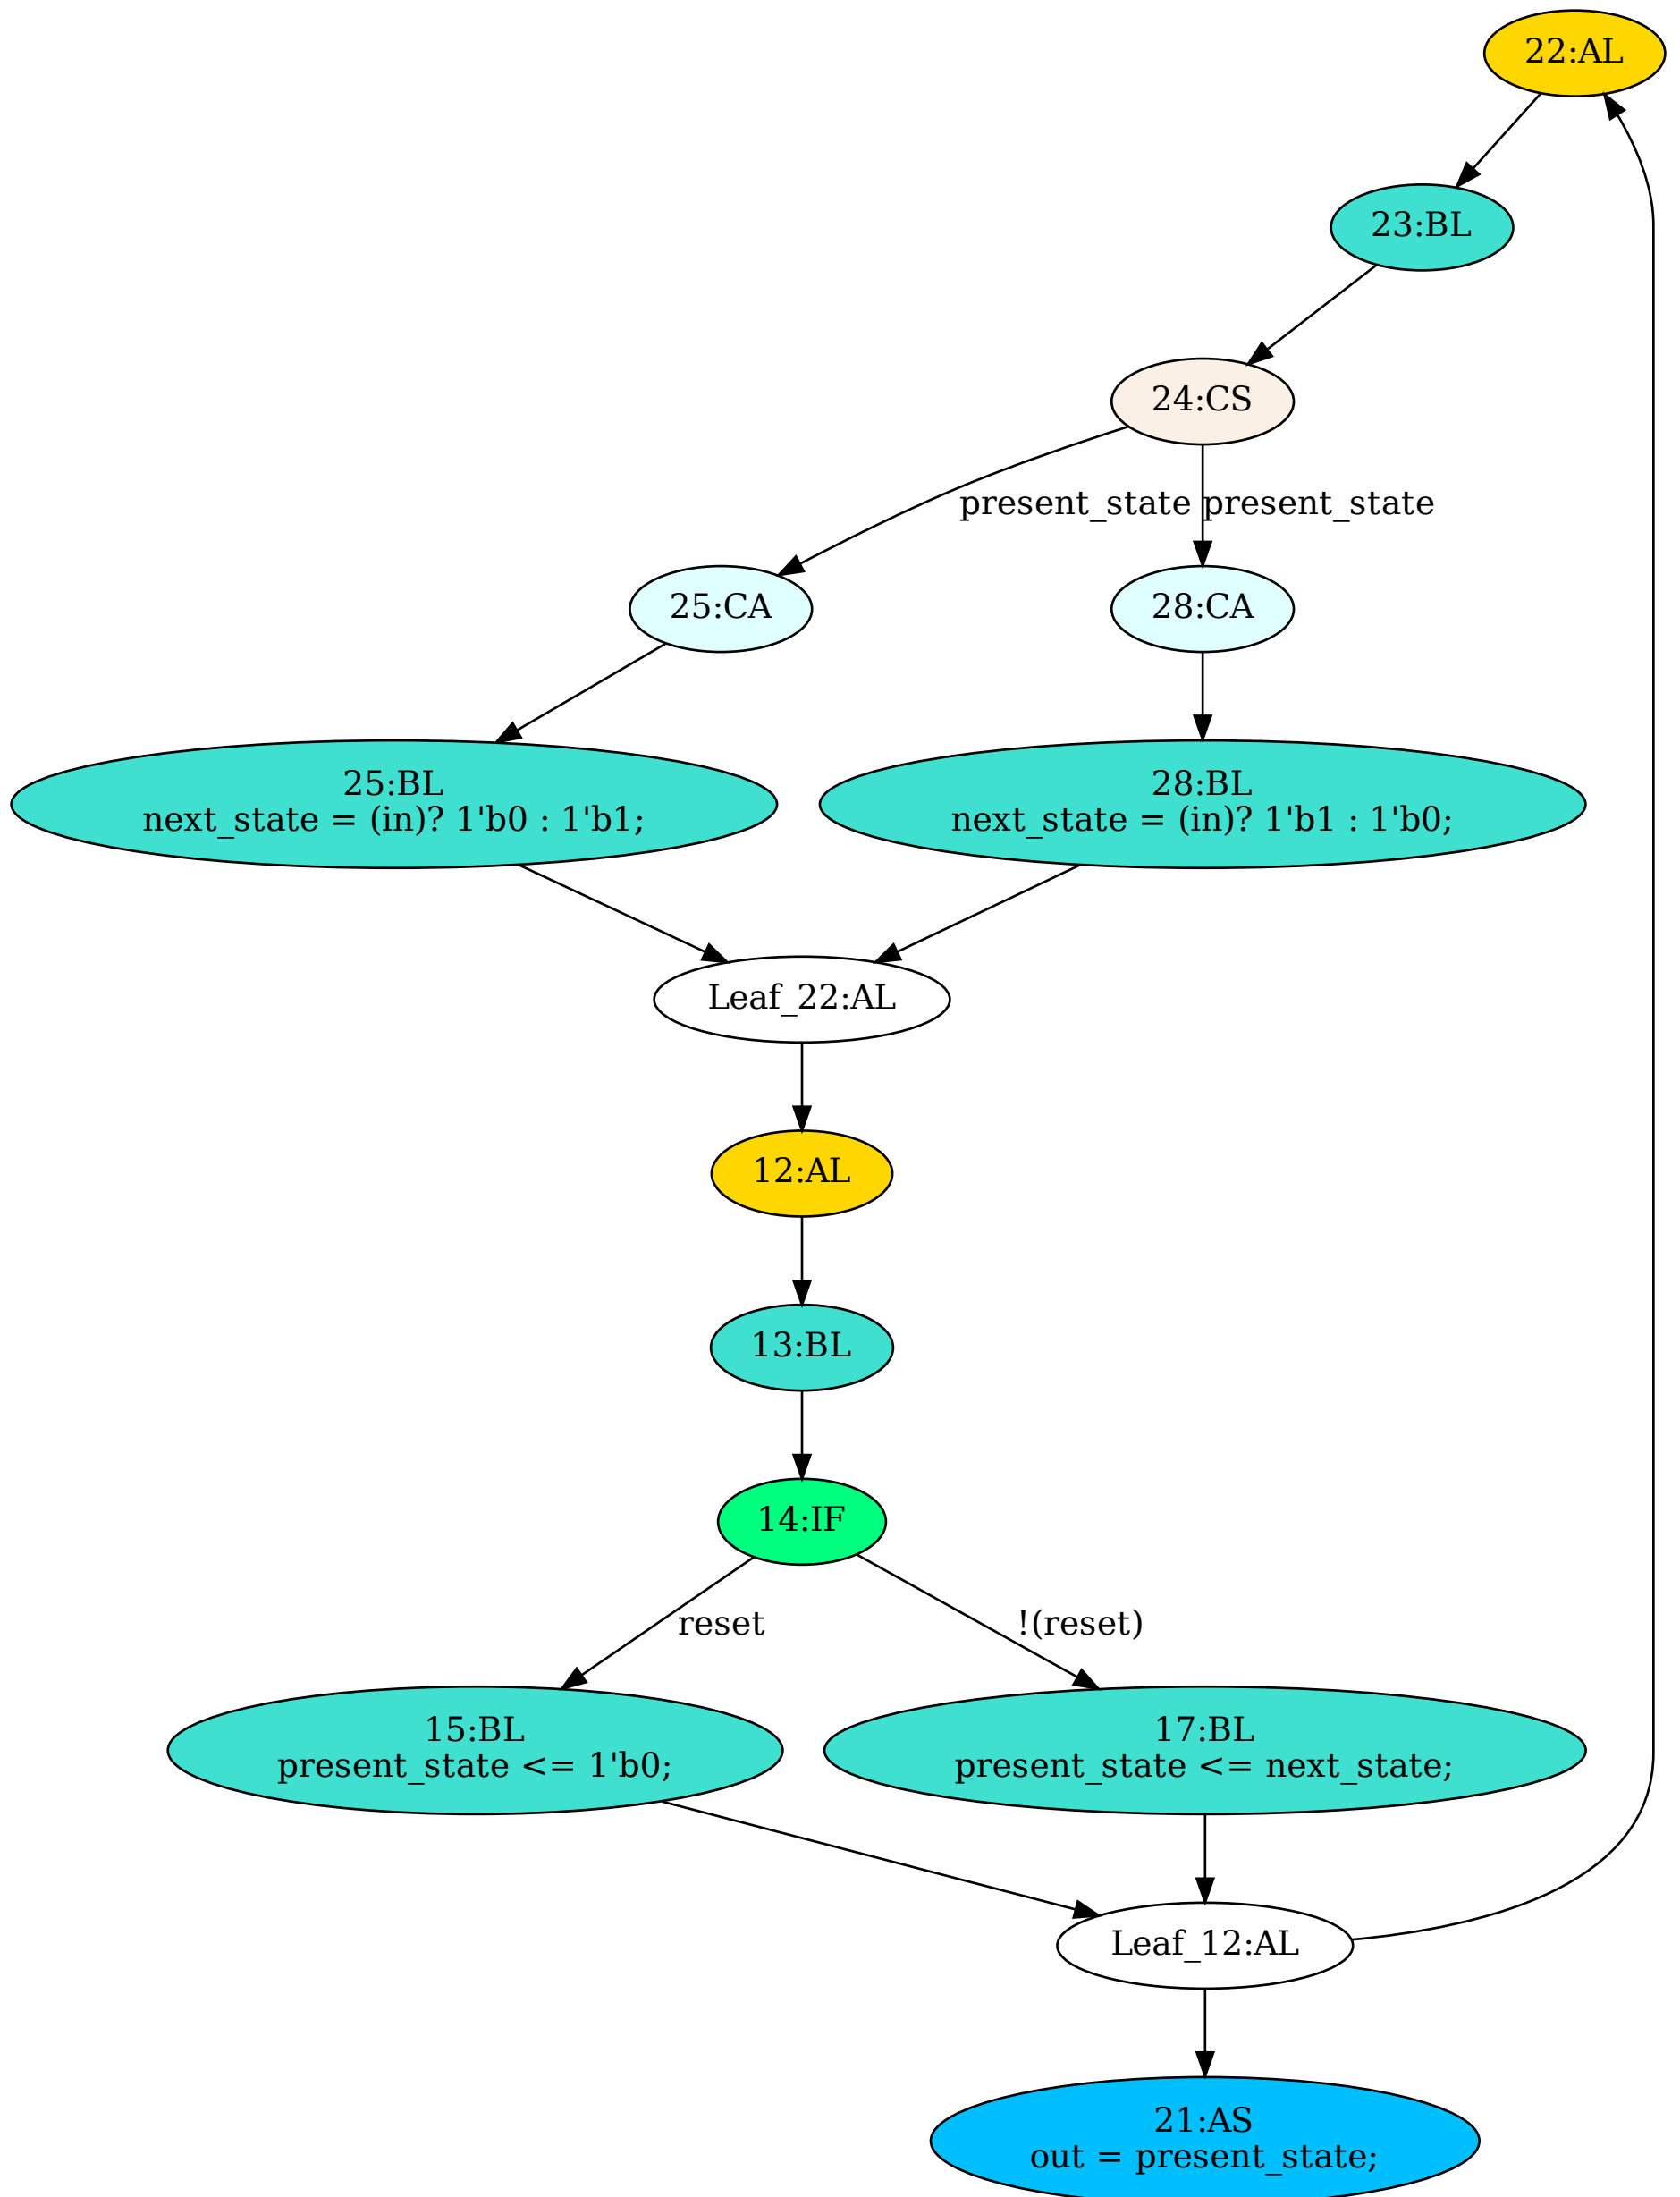 22:AL
23:BL
24:CS
present_state present_state
25:CA
28:CA
25:BL
next_state = (in)? 1'b0 : 1'b1;
28:BL
next_state = (in)? 1'b1 : 1'b0;
Leaf_22:AL
12:AL
13:BL
14:IF
reset
!(reset)
15:BL
present_state <= 1'b0;
17:BL
present_state <= next_state;
Leaf_12:AL
21:AS
out = present_state;